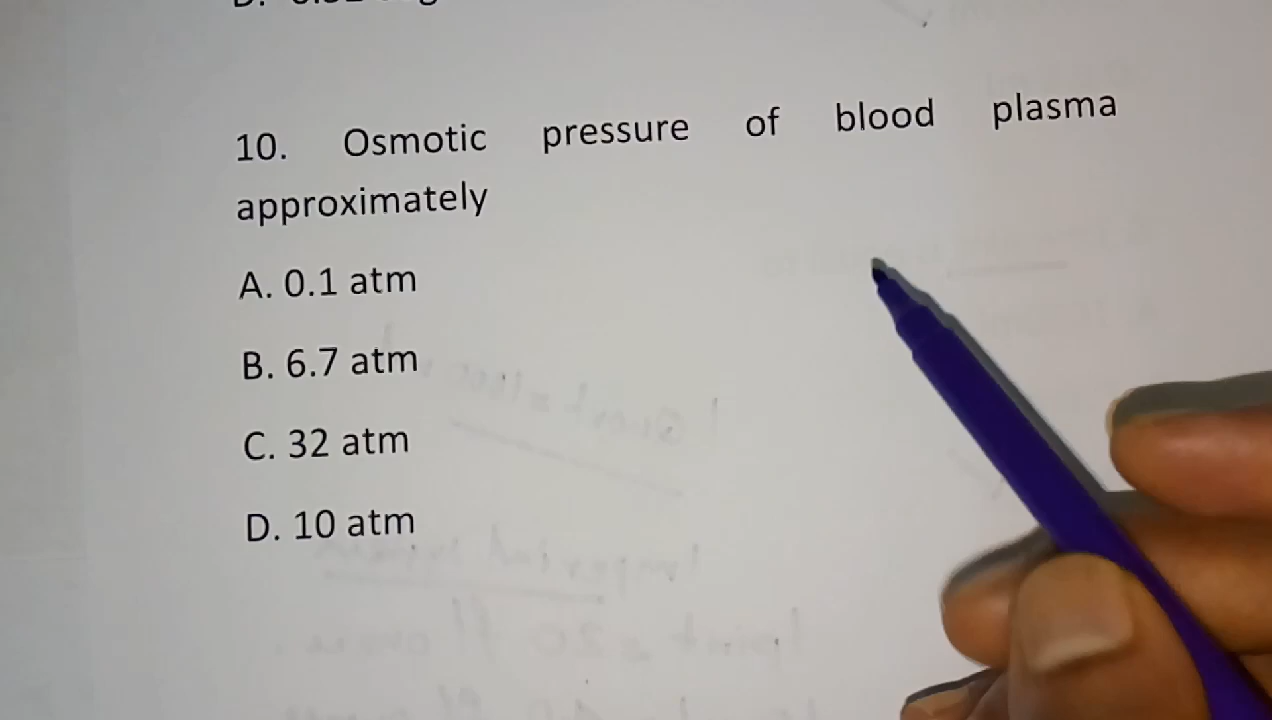 10. Osmotic pressure of blood plasma
approximately
A. 0.1 atm
B. 6.7 atm
C. 32 atm
D. 10 atm